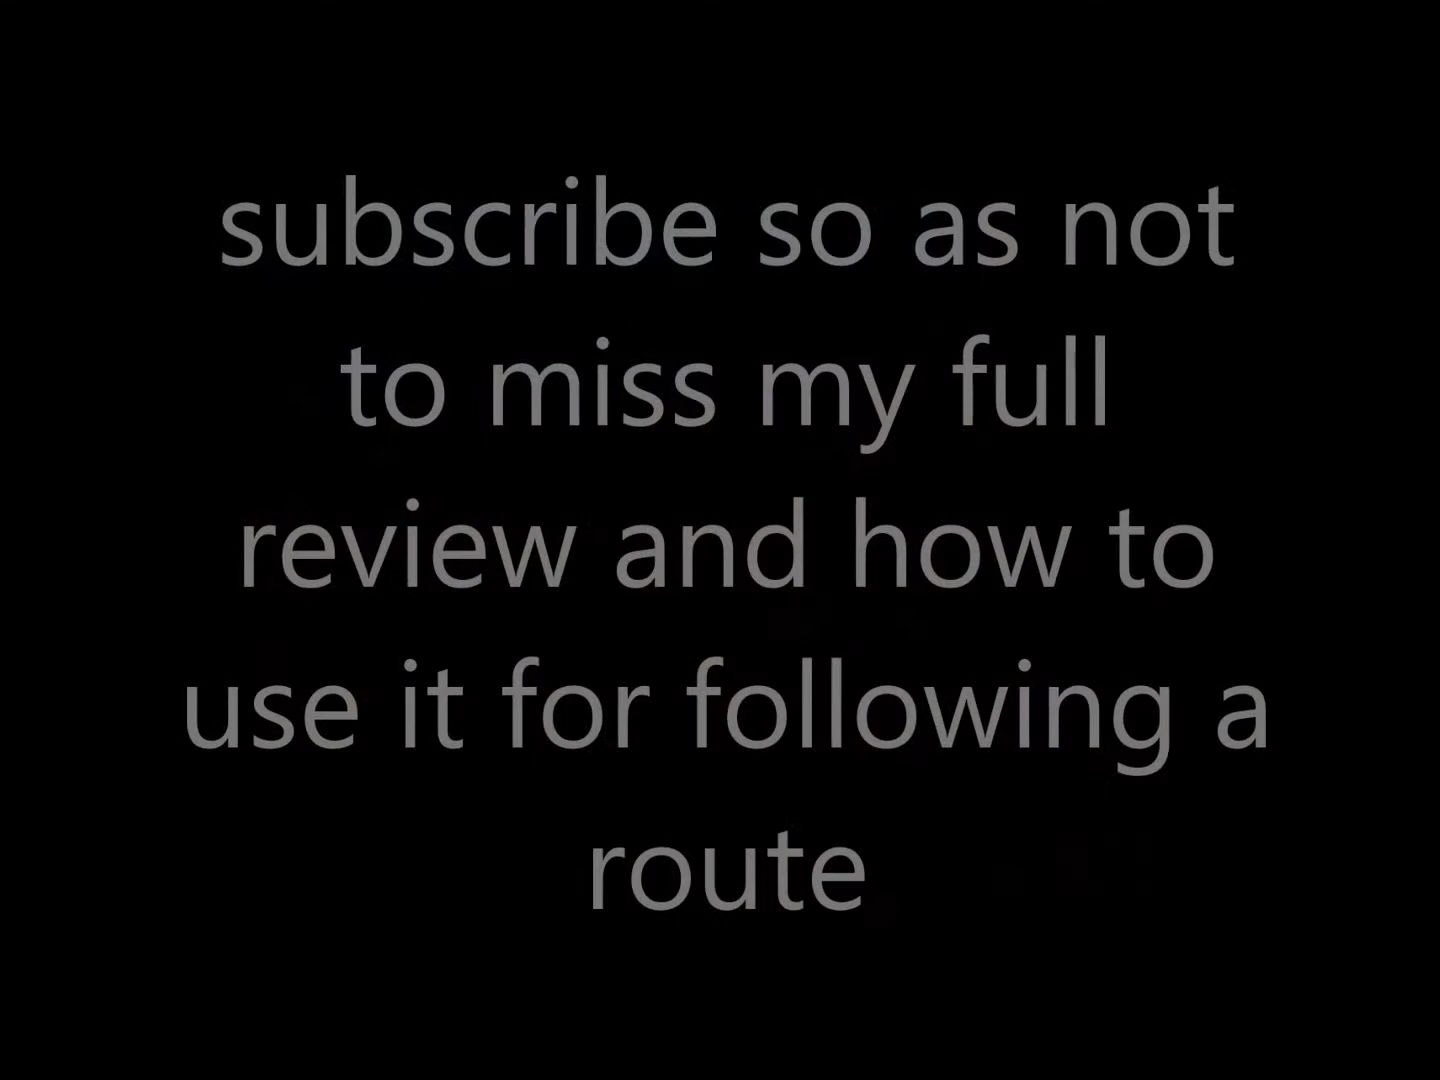 subscribe so as not
to miss my full
review and how to
use it for following a
route